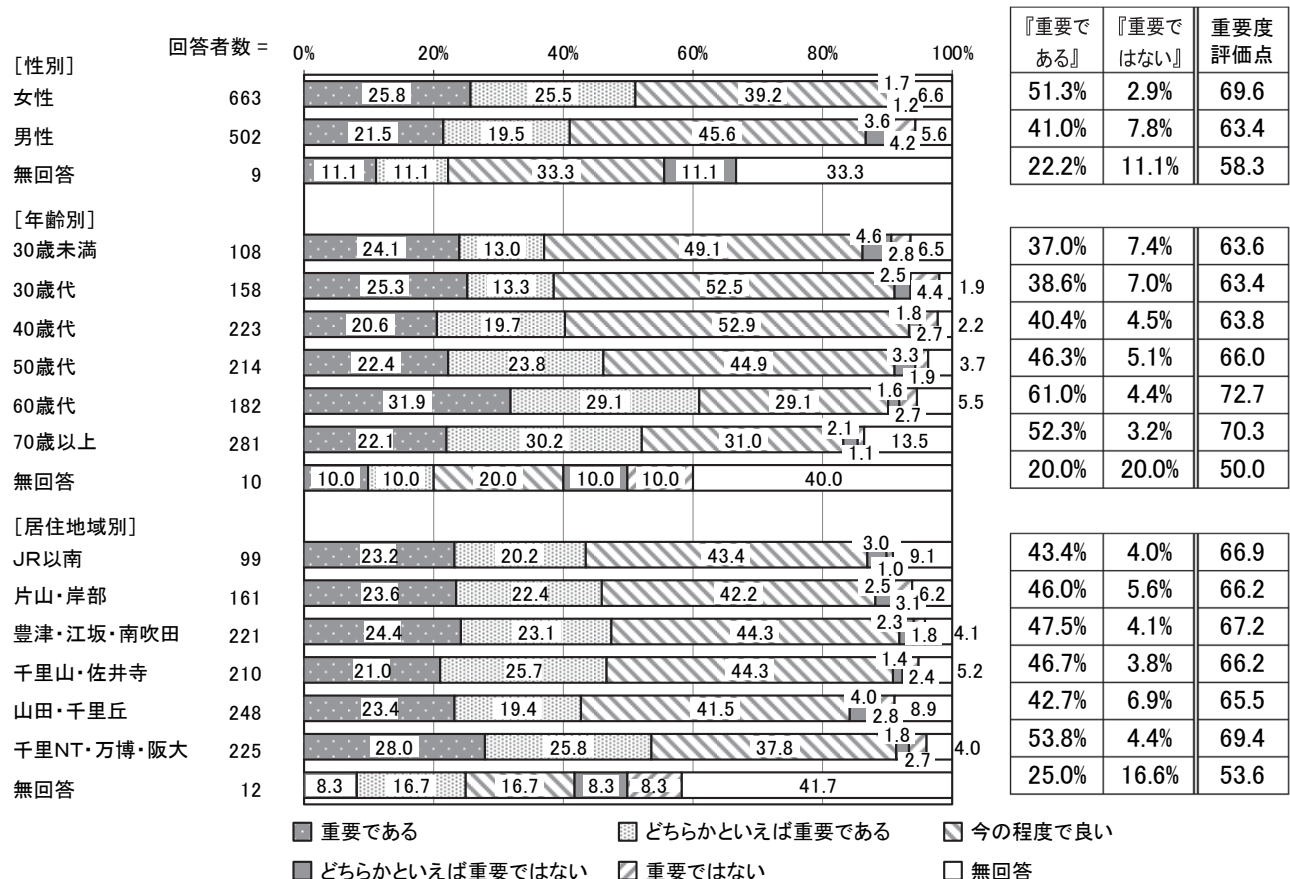 回答者数 = 0% 20% 40% 60% 80% 100% 『重要である』 『重要ではない』 重要度評価点
[性別]
女性 663 25.8 25.5 39.2 1.7 1.2 6.6 51.3% 2.9% 69.6
男性 502 21.5 19.5 45.6 3.6 4.2 5.6 41.0% 7.8% 63.4
無回答 9 11.1 11.1 33.3 11.1 33.3 22.2% 11.1% 58.3
[年齢別]
30歳未満 108 24.1 13.0 49.1 4.6 2.8 6.5 37.0% 7.4% 63.6
30歳代 158 25.3 13.3 52.5 2.5 4.4 1.9 38.6% 7.0% 63.4
40歳代 223 20.6 19.7 52.9 1.8 2.7 2.2 40.4% 4.5% 63.8
50歳代 214 22.4 23.8 44.9 3.3 1.9 3.7 46.3% 5.1% 66.0
60歳代 182 31.9 29.1 29.1 1.6 2.7 5.5 61.0% 4.4% 72.7
70歳以上 281 22.1 30.2 31.0 2.1 1.1 13.5 52.3% 3.2% 70.3
無回答 10 10.0 10.0 20.0 10.0 10.0 40.0 20.0% 20.0% 50.0
[居住地域別]
JR以南 99 23.2 20.2 43.4 3.0 1.0 9.1 43.4% 4.0% 66.9
片山・岸部 161 23.6 22.4 42.2 2.5 3.1 6.2 46.0% 5.6% 66.2
豊津・江坂・南吹田 221 24.4 23.1 44.3 2.3 1.8 4.1 47.5% 4.1% 67.2
千里山・佐井寺 210 21.0 25.7 44.3 1.4 2.4 5.2 46.7% 3.8% 66.2
山田・千里丘 248 23.4 19.4 41.5 4.0 2.8 8.9 42.7% 6.9% 65.5
千里NT・万博・阪大 225 28.0 25.8 37.8 1.8 2.7 4.0 53.8% 4.4% 69.4
無回答 12 8.3 16.7 16.7 8.3 8.3 41.7 25.0% 16.6% 53.6
重要である どちらかといえば重要である 今の程度で良い
どちらかといえば重要ではない 重要ではない 無回答